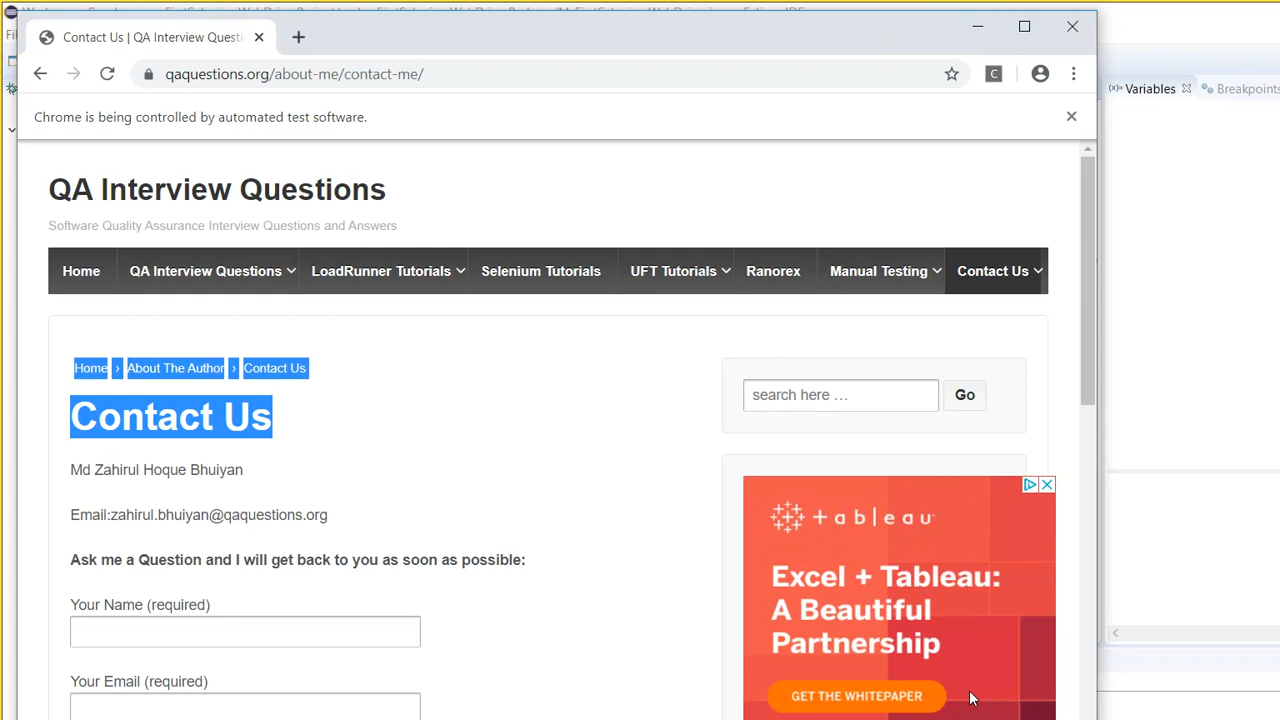 Contact Us | QA Interview Questi
qaquestions.org/about-me/contact-me/
C
Chrome is being controlled by automated test software.
(x)= Variables
Breakpoints
QA Interview Questions
Software Quality Assurance Interview Questions and Answers
Home QA Interview Questions LoadRunner Tutorials Selenium Tutorials UFT Tutorials Ranorex Manual Testing Contact Us
Home › About The Author › Contact Us
Contact Us
search here …
Go
Md Zahirul Hoque Bhuiyan
Email:zahirul.bhuiyan@qaquestions.org
Ask me a Question and I will get back to you as soon as possible:
Your Name (required)
Your Email (required)
+ableau
Excel + Tableau:
A Beautiful
Partnership
GET THE WHITEPAPER